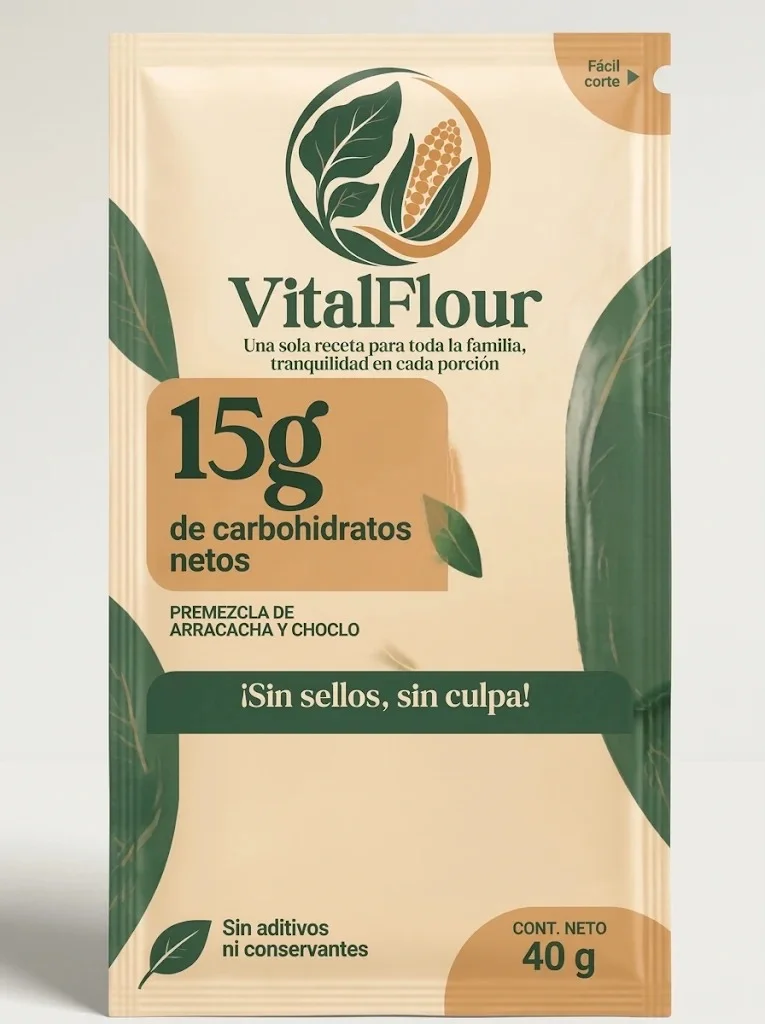 Fácil
corte
VitalFlour
Una sola receta para toda la familia,
tranquilidad en cada porción
15g
de carbohidratos
netos
PREMEZCLA DE
ARRACACHA Y CHOCLO
¡Sin sellos, sin culpa!
Sin aditivos
ni conservantes
CONT. NETO
40 g